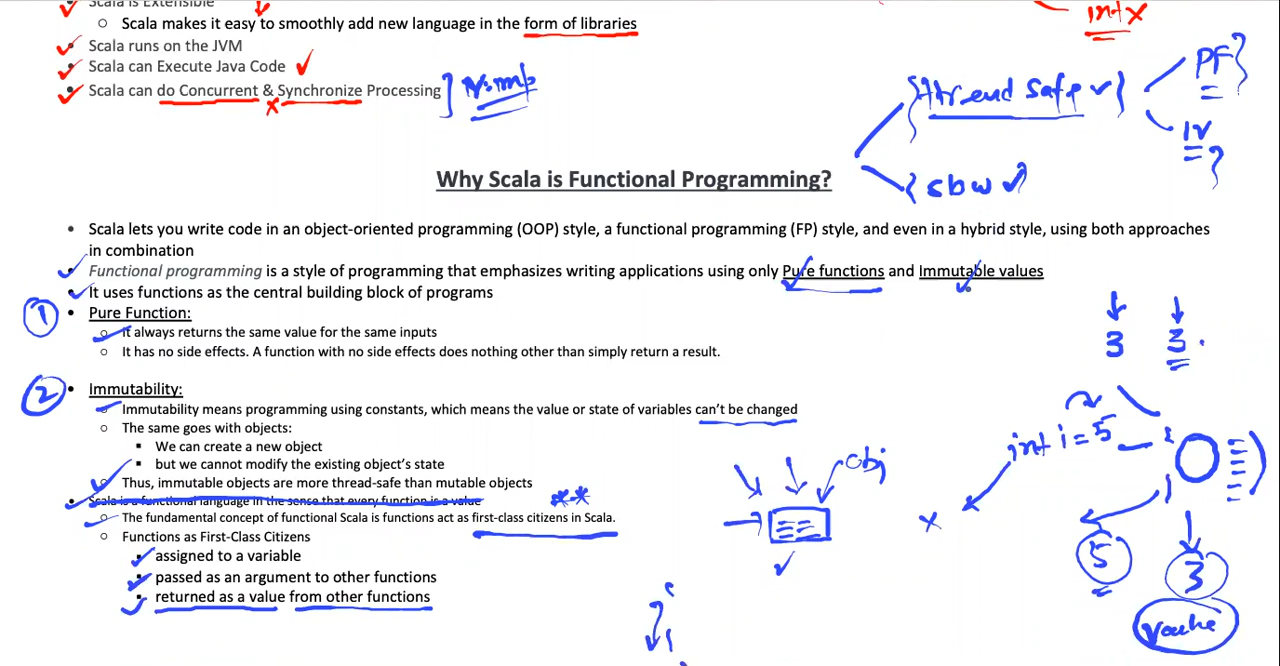 Scala is Extensible
Scala makes it easy to smoothly add new language in the form of libraries
int x
Scala runs on the JVM
Scala can Execute Java Code
Scala can do Concurrent & Synchronize Processing
PF?
thread safe
IV ?
Why Scala is Functional Programming?
Scala lets you write code in an object-oriented programming (OOP) style, a functional programming (FP) style, and even in a hybrid style, using both approaches
in combination
Functional programming is a style of programming that emphasizes writing applications using only Pure functions and Immutable values
It uses functions as the central building block of programs
1
Pure Function:
It always returns the same value for the same inputs
3 3
It has no side effects. A function with no side effects does nothing other than simply return a result.
2
Immutability:
Immutability means programming using constants, which means the value or state of variables can't be changed
The same goes with objects:
int i = 5
We can create a new object
but we cannot modify the existing object's state
obj
Thus, immutable objects are more thread-safe than mutable objects
Scala is a functional language in the sense that every function is a value
The fundamental concept of functional Scala is functions act as first-class citizens in Scala.
Functions as First-Class Citizens
assigned to a variable
5
passed as an argument to other functions
3
returned as a value from other functions